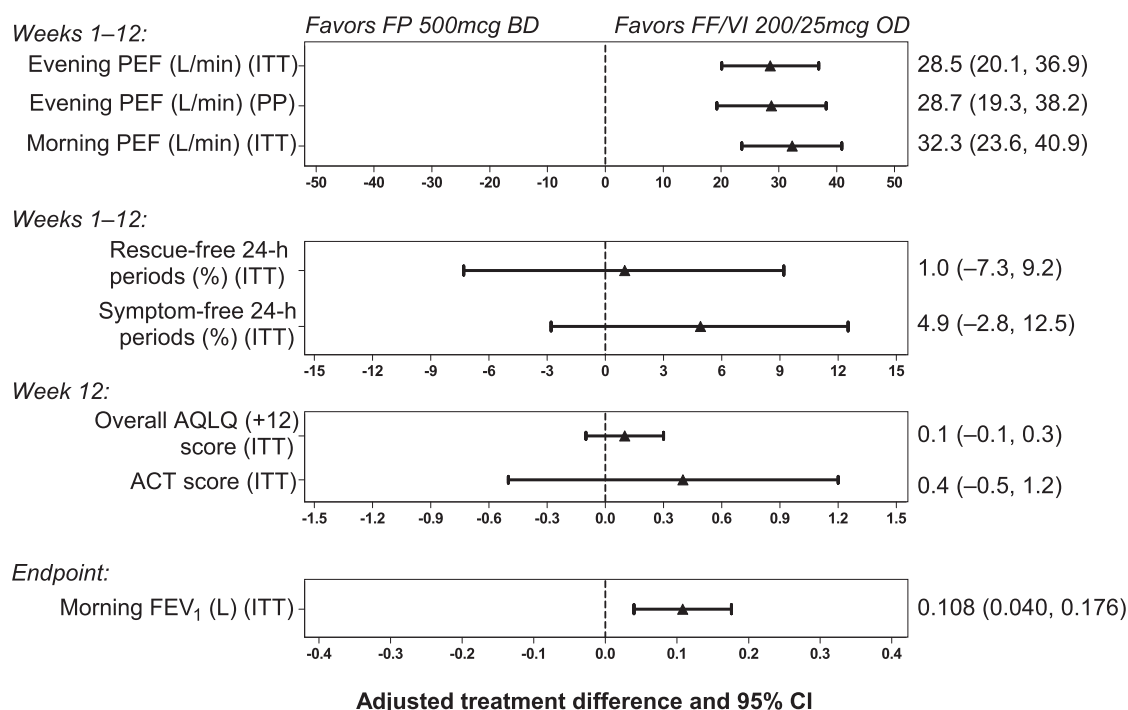 Favors FP 500mcg BD Favors FF/VI 200/25mcg OD
Weeks 1–12:
Evening PEF (L/min) (ITT) 28.5 (20.1, 36.9)
Evening PEF (L/min) (PP) 28.7 (19.3, 38.2)
Morning PEF (L/min) (ITT) 32.3 (23.6, 40.9)
-50 -40 -30 -20 -10 0 10 20 30 40 50
Weeks 1–12:
Rescue-free 24-h
periods (%) (ITT) 1.0 (–7.3, 9.2)
Symptom-free 24-h
periods (%) (ITT) 4.9 (–2.8, 12.5)
-15 -12 -9 -6 -3 0 3 6 9 12 15
Week 12:
Overall AQLQ (+12)
score (ITT) 0.1 (–0.1, 0.3)
ACT score (ITT) 0.4 (–0.5, 1.2)
-1.5 -1.2 -0.9 -0.6 -0.3 0.0 0.3 0.6 0.9 1.2 1.5
Endpoint:
Morning FEV1 (L) (ITT) 0.108 (0.040, 0.176)
-0.4 -0.3 -0.2 -0.1 0.0 0.1 0.2 0.3 0.4
Adjusted treatment difference and 95% CI